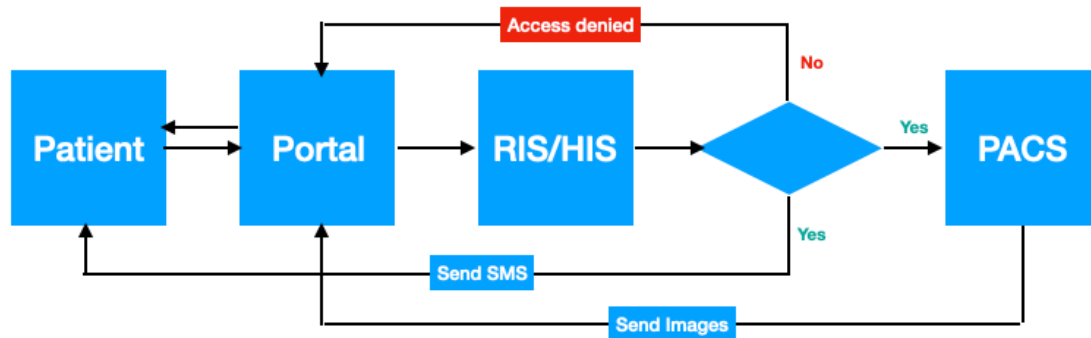 Access denied
No
Patient
Portal
RIS/HIS
Yes
PACS
Yes
Send SMS
Send Images